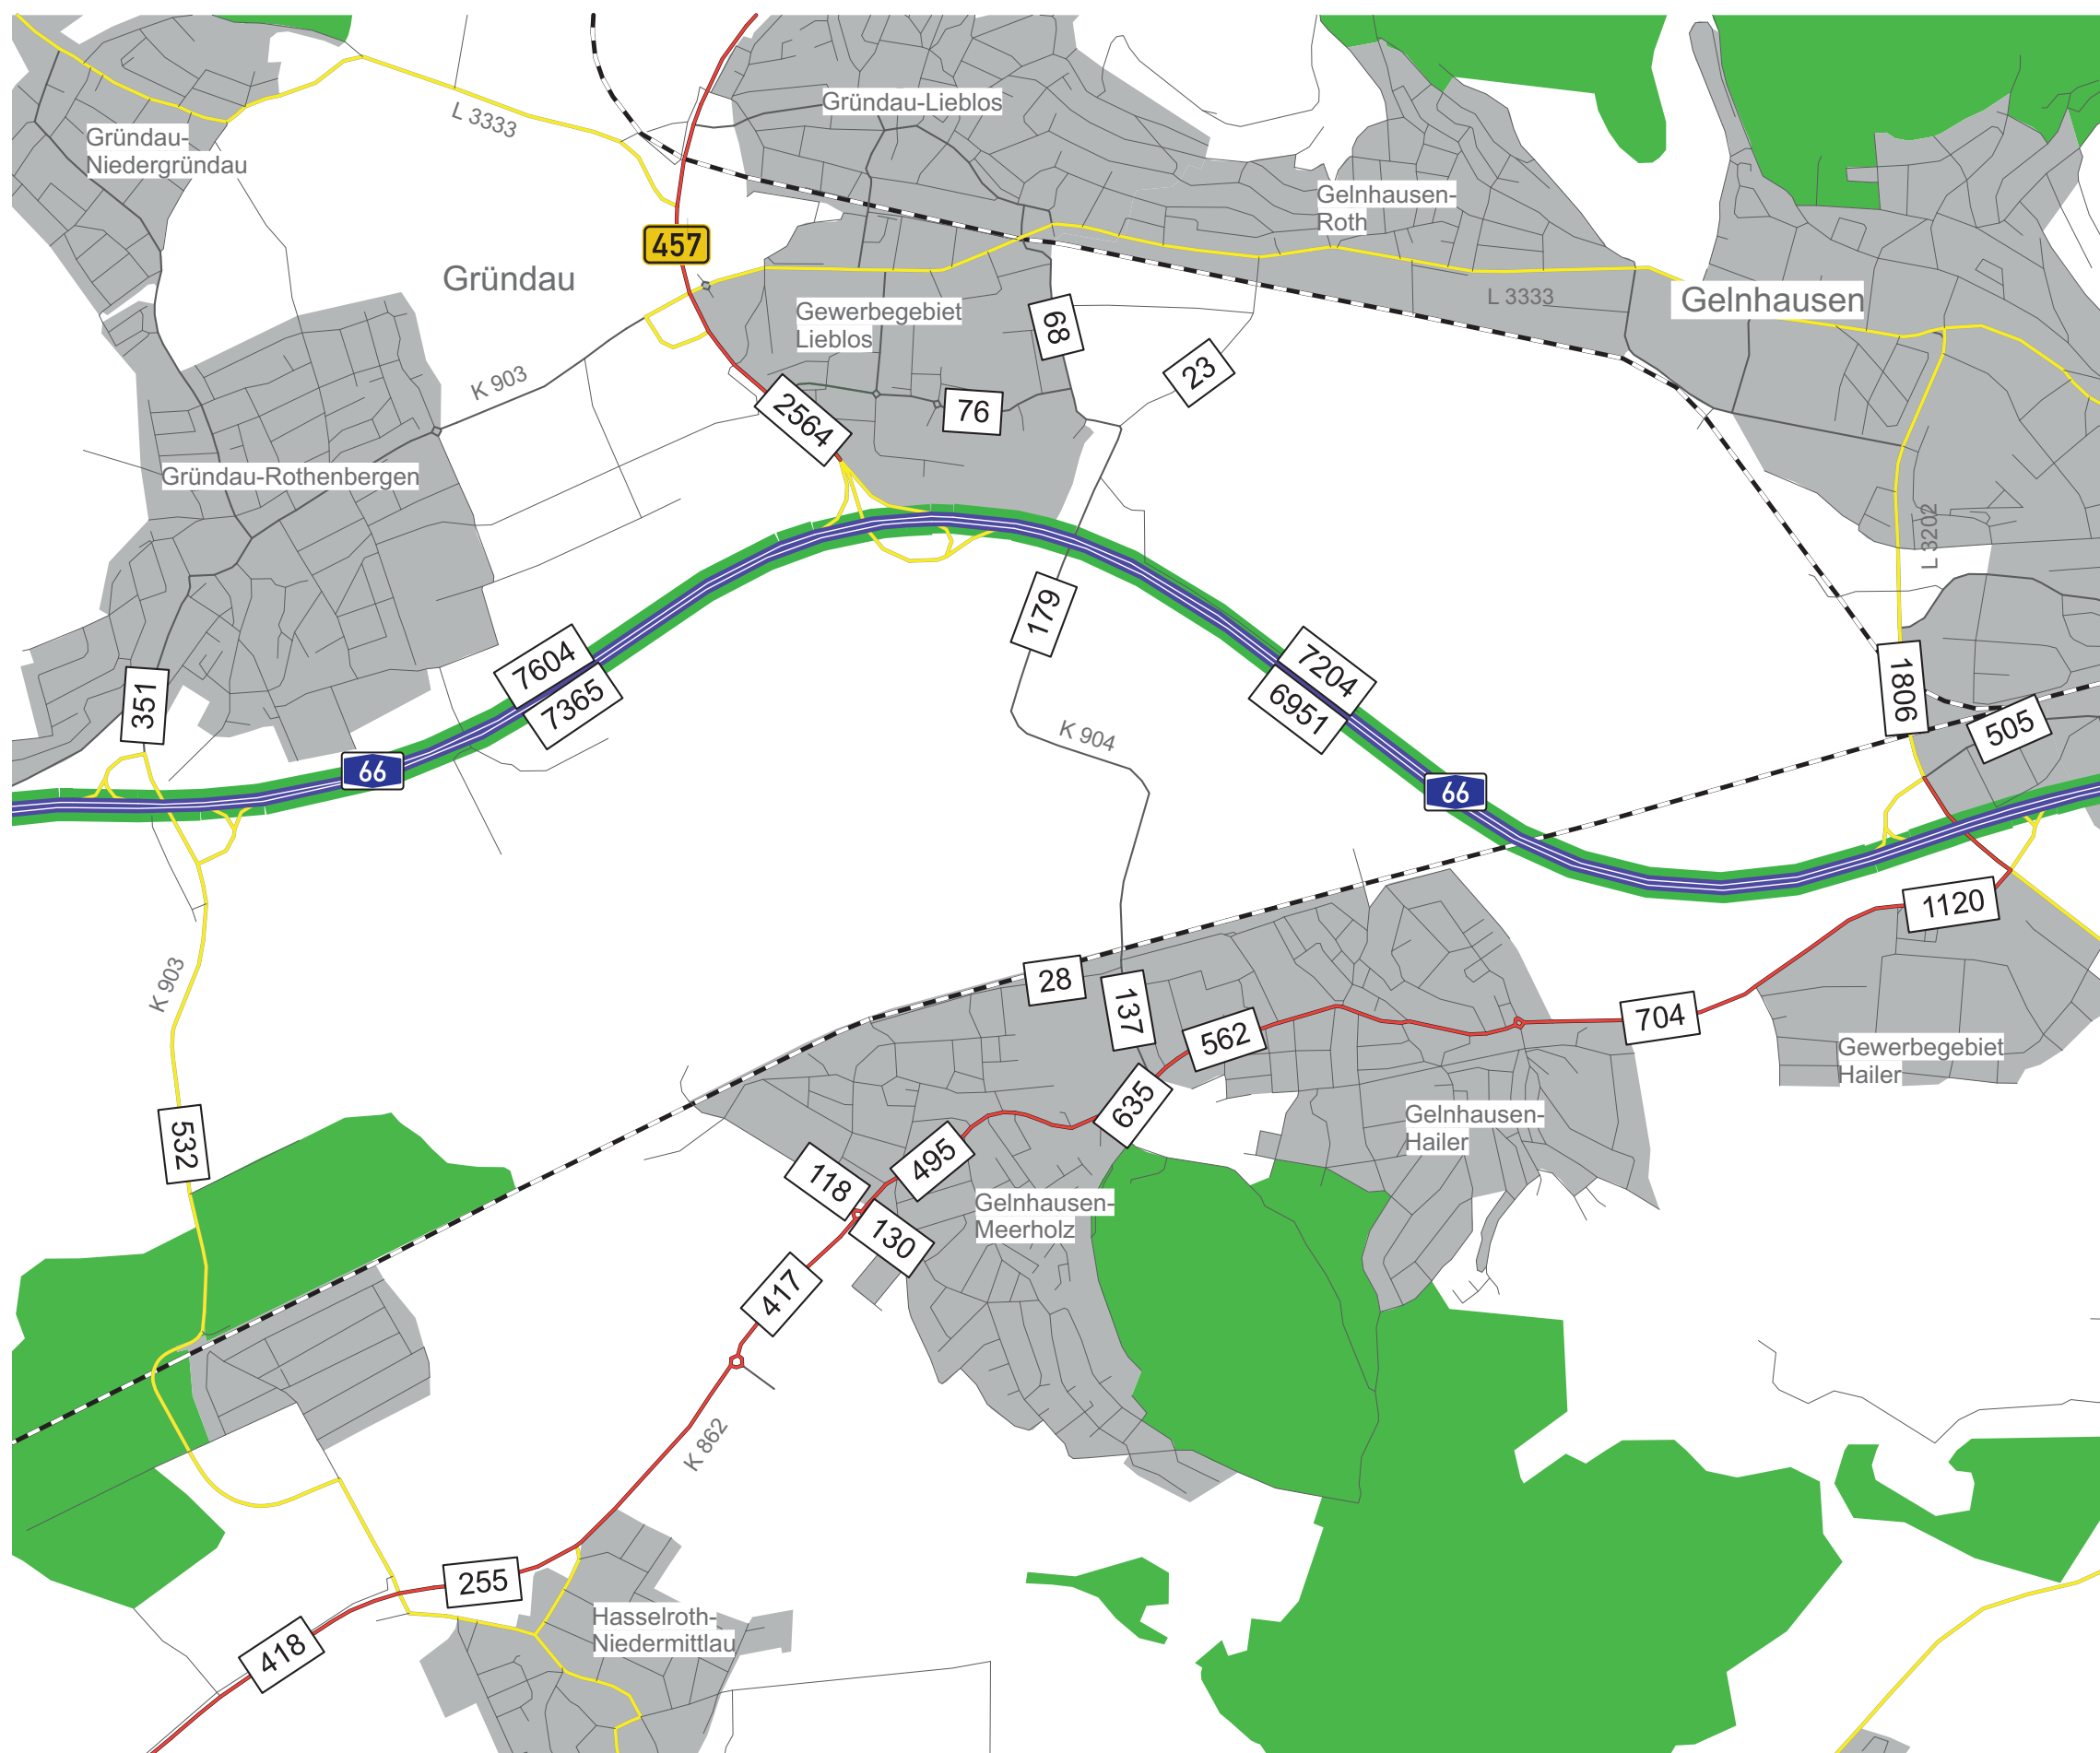 Gründau-Lieblos
L 3333
Gründau-
Niedergründau
Gelnhausen-
Roth
457
Gründau
L 3333
Gelnhausen
Gewerbegebiet
Lieblos
68
23
K 903
76
2564
Gründau-Rothenbergen
L 3202
179
7604
7365
7204
6951
351
1806
505
K 904
66
66
1120
K 903
28
137
562
704
Gewerbegebiet
Hailer
635
Gelnhausen-
Hailer
532
495
118
130
Gelnhausen-
Meerholz
417
K 862
255
Hasselroth-
Niedermittlau
418